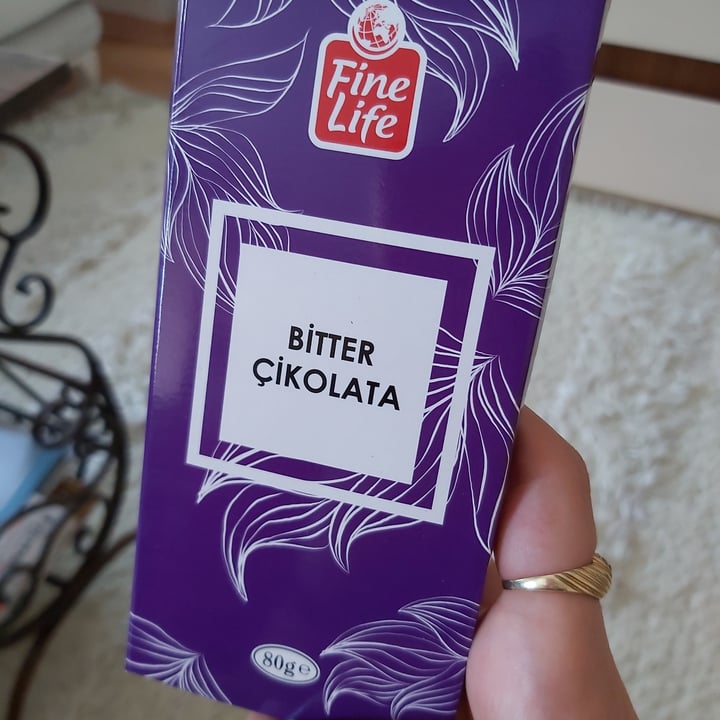 Fine
Life
BİTTER
ÇİKOLATA
80g℮